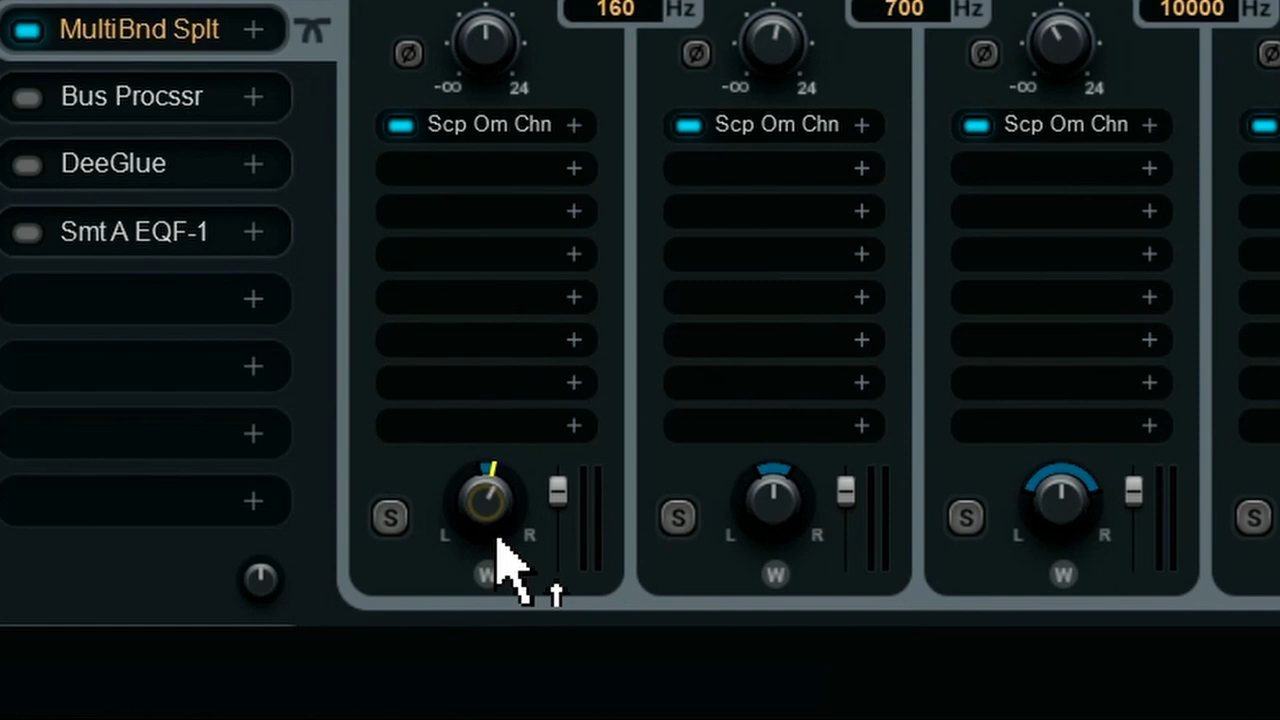 160 Hz 700 Hz 10000 Hz
MultiBnd Splt +
Ø Ø Ø Ø
-∞ 24 -∞ 24 -∞ 24
Bus Procssr +
Scp Om Chn + Scp Om Chn + Scp Om Chn +
DeeGlue +
Smt A EQF-1 +
S S S S
L R L R L R
W W W